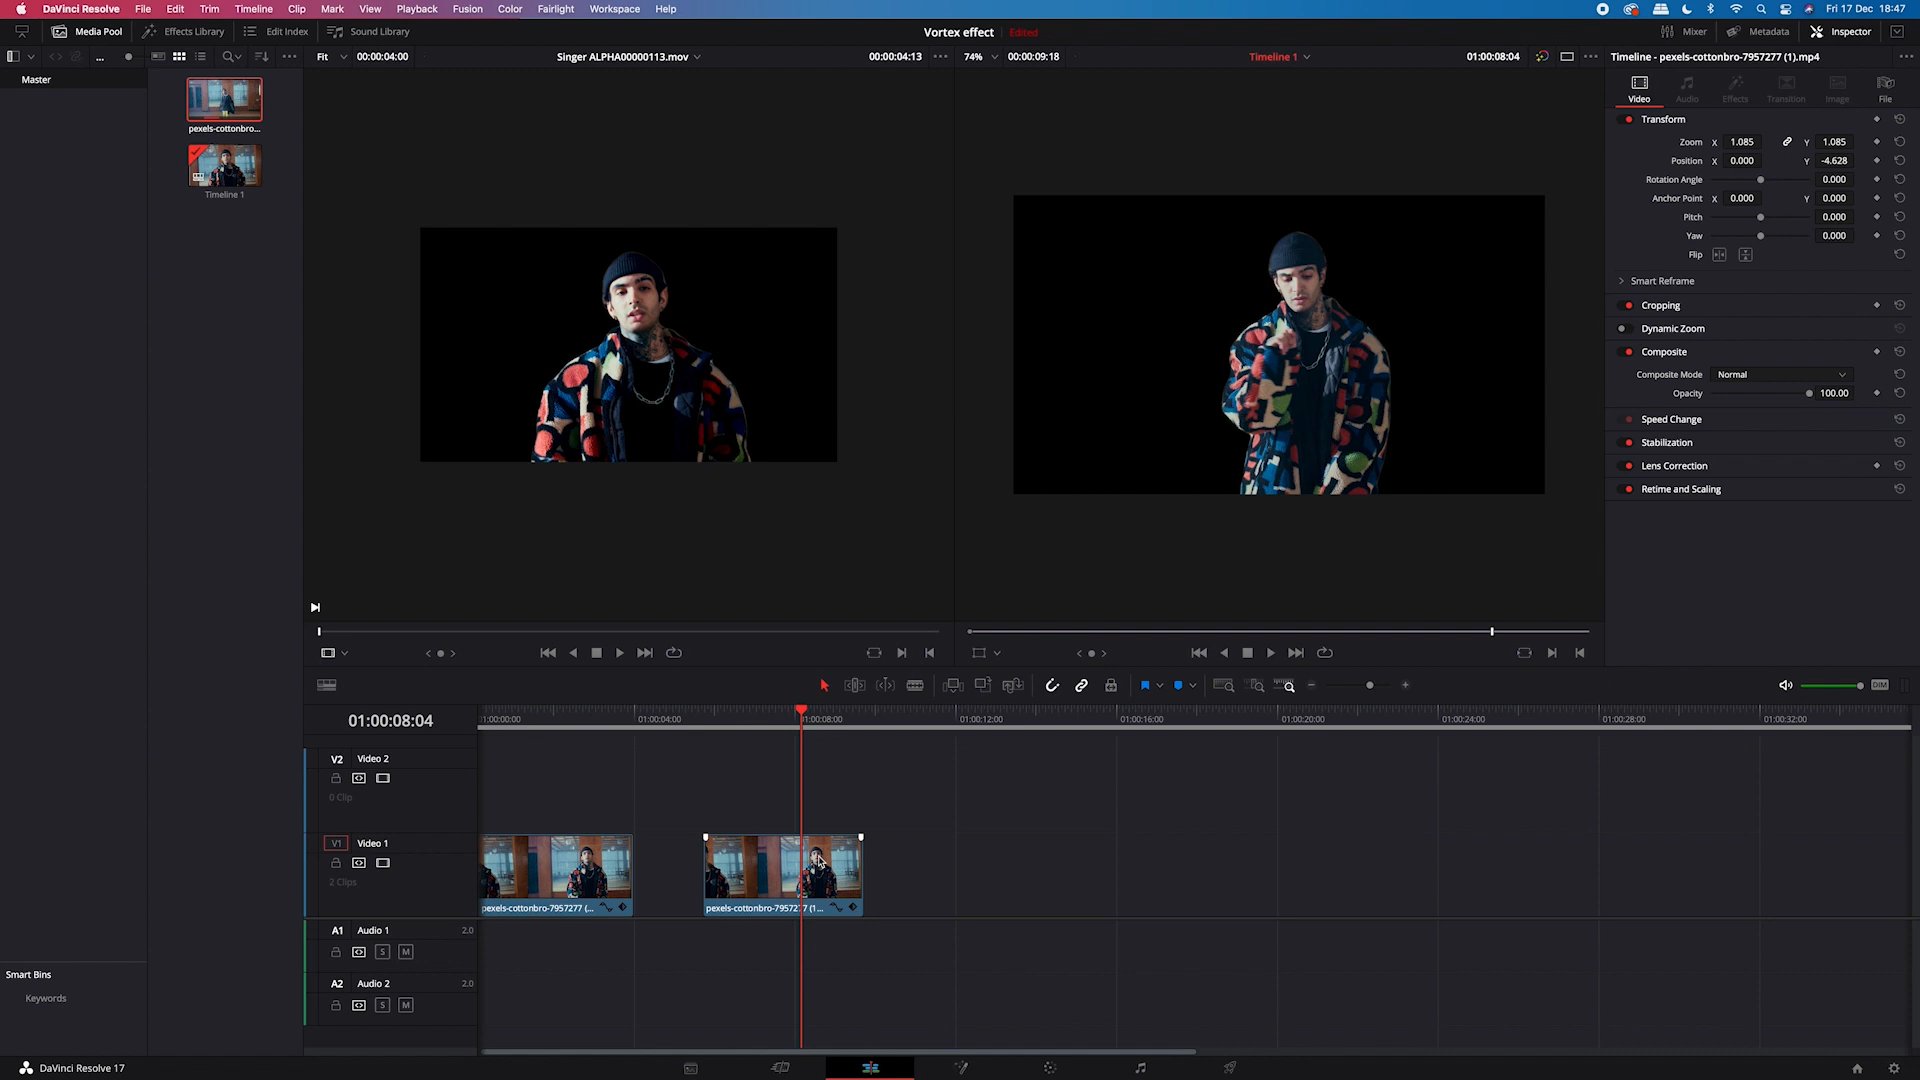 DaVinci Resolve File Edit Trim Timeline Clip Mark View Playback Fusion Color Fairlight Workspace Help Fri 17 Dec 18:47
Media Pool Effects Library Edit Index Sound Library Vortex effect Edited Mixer Metadata Inspector
... Fit 00:00:04:00 Singer ALPHA00000113.mov 00:00:04:13 74% 00:00:09:18 Timeline 1 01:00:08:04 Timeline - pexels-cottonbro-7957277 (1).mp4
Master
Video Audio Effects Transition Image File
pexels-cottonbro...
Timeline 1
Transform
Zoom X 1.085 Y 1.085
Position X 0.000 Y -4.628
Rotation Angle 0.000
Anchor Point X 0.000 Y 0.000
Pitch 0.000
Yaw 0.000
Flip
Smart Reframe
Cropping
Dynamic Zoom
Composite
Composite Mode Normal
Opacity 100.00
Speed Change
Stabilization
Lens Correction
Retime and Scaling
DIM
01:00:08:04
01:00:04:00 01:00:08:00 01:00:12:00 01:00:16:00 01:00:20:00 01:00:24:00 01:00:28:00 01:00:32:00
V2 Video 2
0 Clip
V1 Video 1
2 Clips
pexels-cottonbro-7957277 (... pexels-cottonbro-7957277 (1...
A1 Audio 1 2.0
S M
A2 Audio 2 2.0
S M
Smart Bins
Keywords
DaVinci Resolve 17